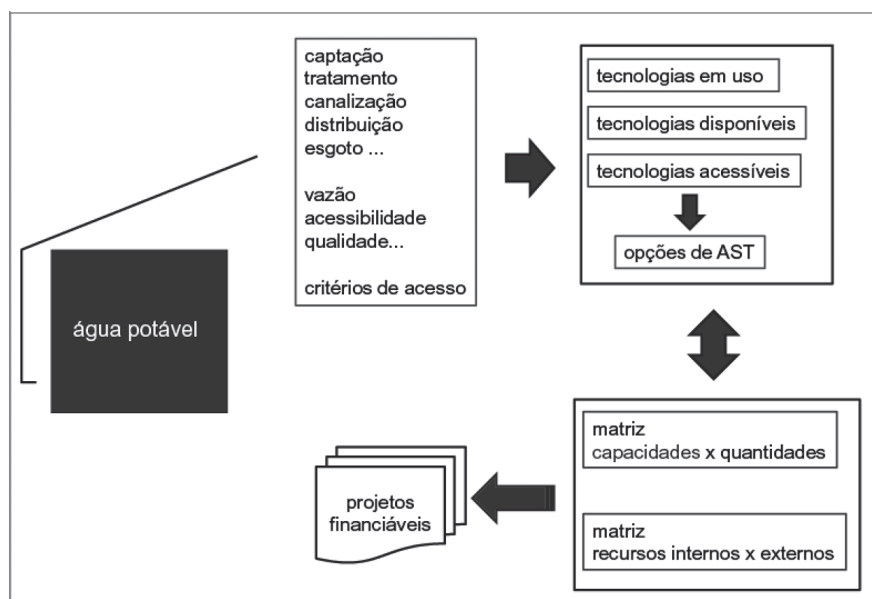 água potável
captação
tratamento
canalização
distribuição
esgoto ...
vazão
acessibilidade
qualidade...
critérios de acesso
tecnologias em uso
tecnologias disponíveis
tecnologias acessíveis
opções de AST
matriz
capacidades x quantidades
matriz
recursos internos x externos
projetos
financiáveis